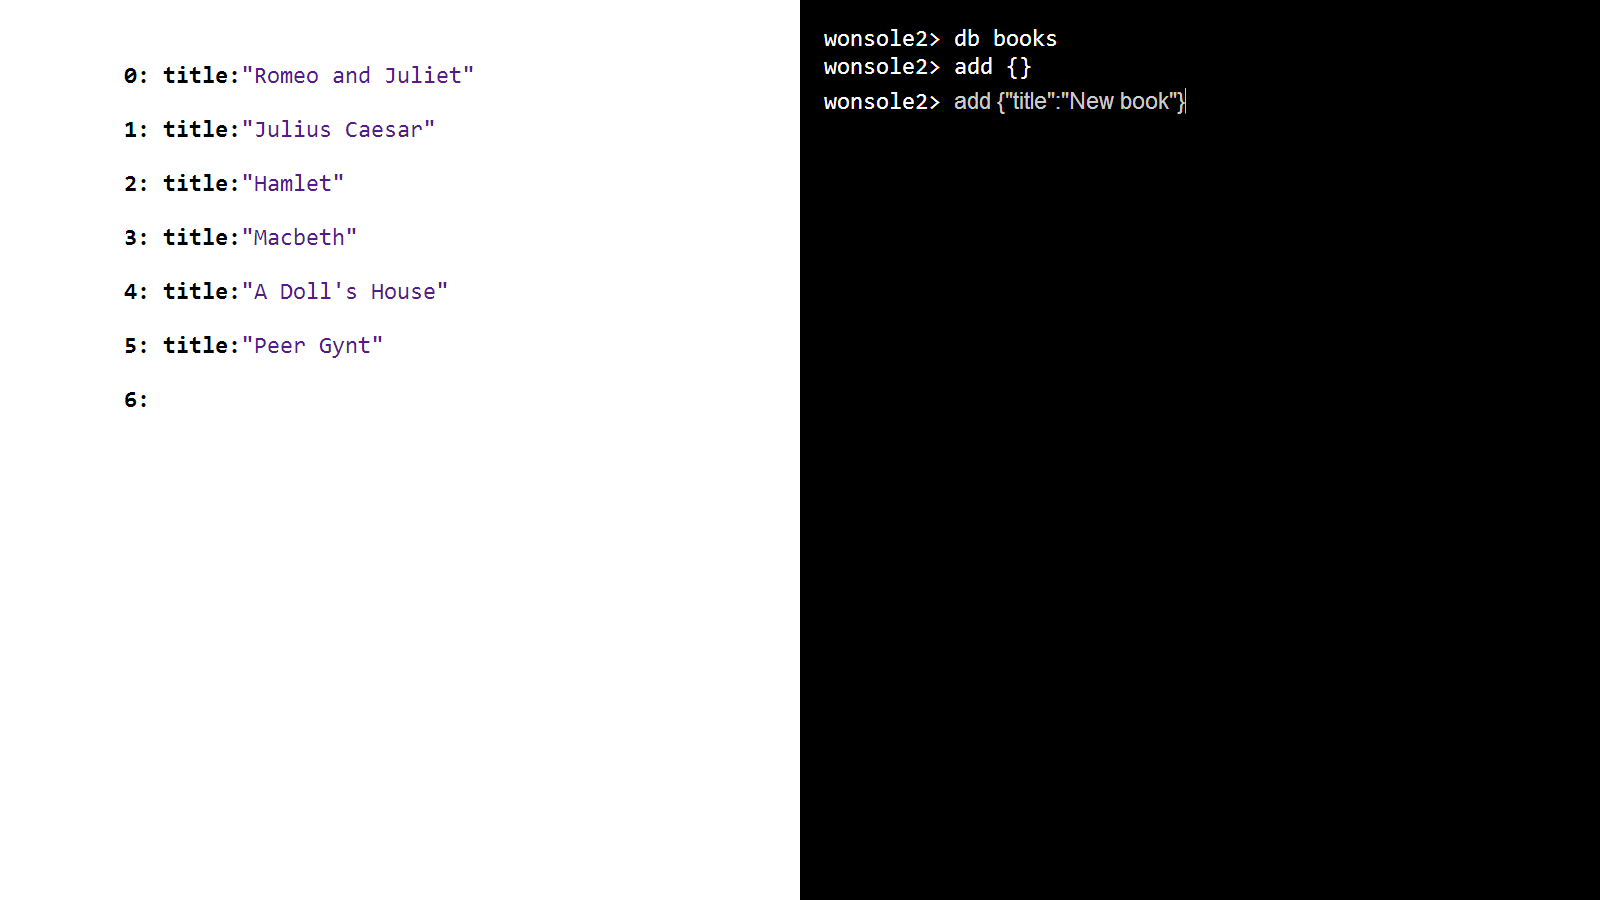 0: title:"Romeo and Juliet"
1: title:"Julius Caesar"
2: title:"Hamlet"
3: title:"Macbeth"
4: title:"A Doll's House"
5: title:"Peer Gynt"
6:
wonsole2> db books
wonsole2> add {}
wonsole2> add {"title":"New book"}